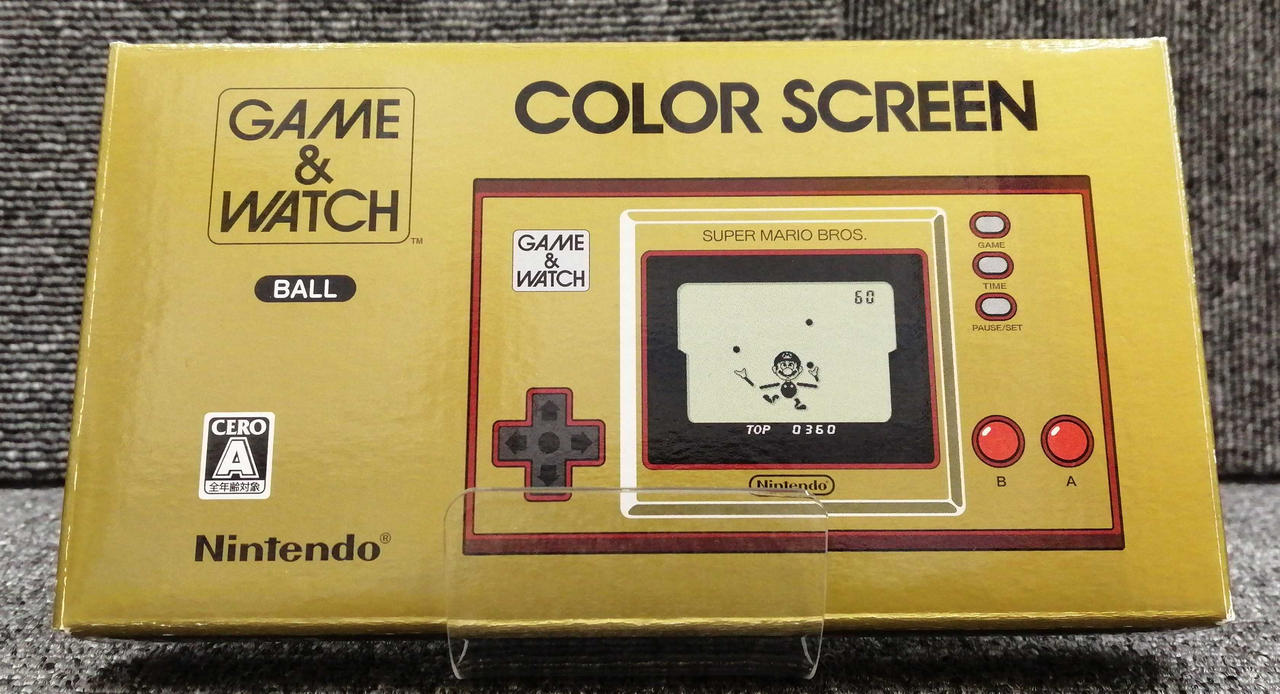 GAME
&
WATCH
TM
BALL
CERO
A
全年齢対象
Nintendo®
COLOR SCREEN
GAME
&
WATCH
SUPER MARIO BROS.
60
TOP 0360
Nintendo
GAME
TIME
PAUSE/SET
B
A